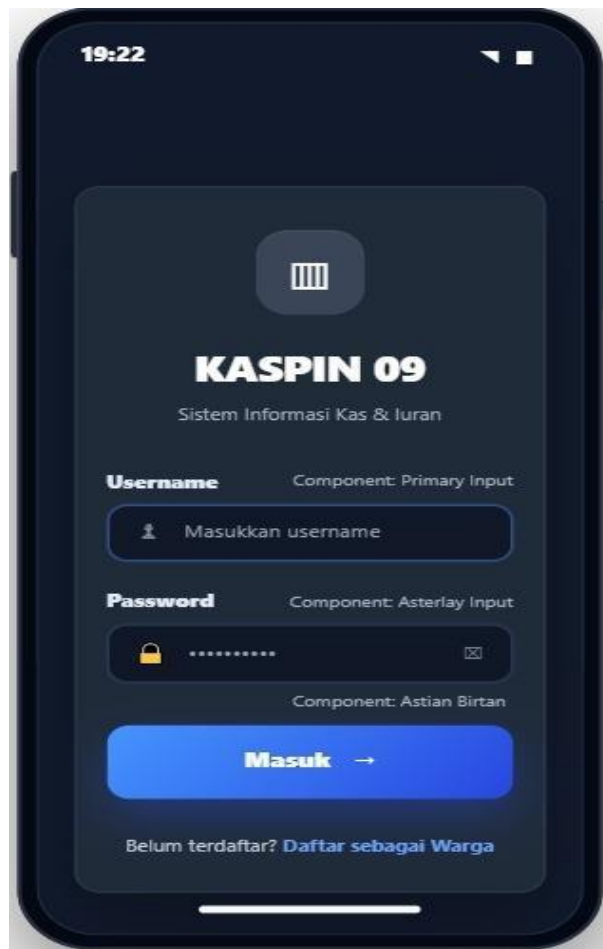 19:22
KASPIN 09
Sistem Informasi Kas & Iuran
Username Component: Primary Input
Masukkan username
Password Component: Asterlay Input
Component: Astian Birtan
Masuk →
Belum terdaftar? Daftar sebagai Warga